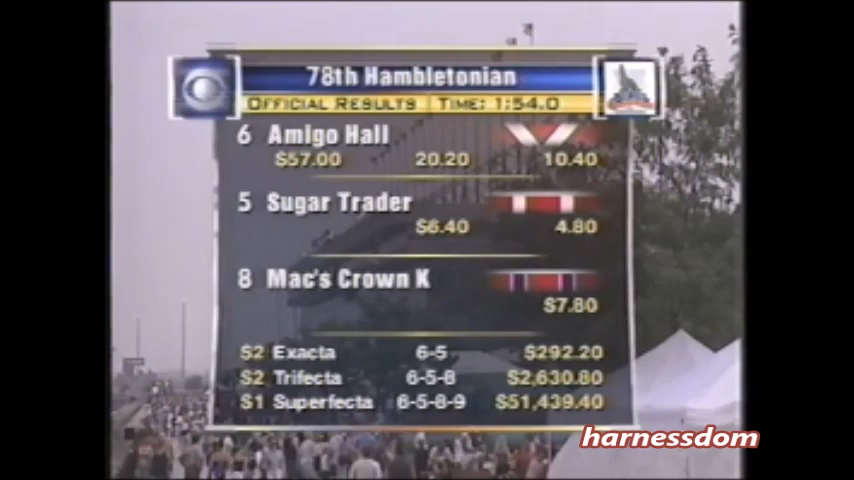 78th Hambletonian
Official Results | Time: 1:54.0
6 Amigo Hall
$57.00 20.20 10.40
5 Sugar Trader
$6.40 4.80
8 Mac's Crown K
$7.80
$2 Exacta 6-5 $292.20
$2 Trifecta 6-5-8 $2,630.80
$1 Superfecta 6-5-8-9 $51,439.40
harnessdom